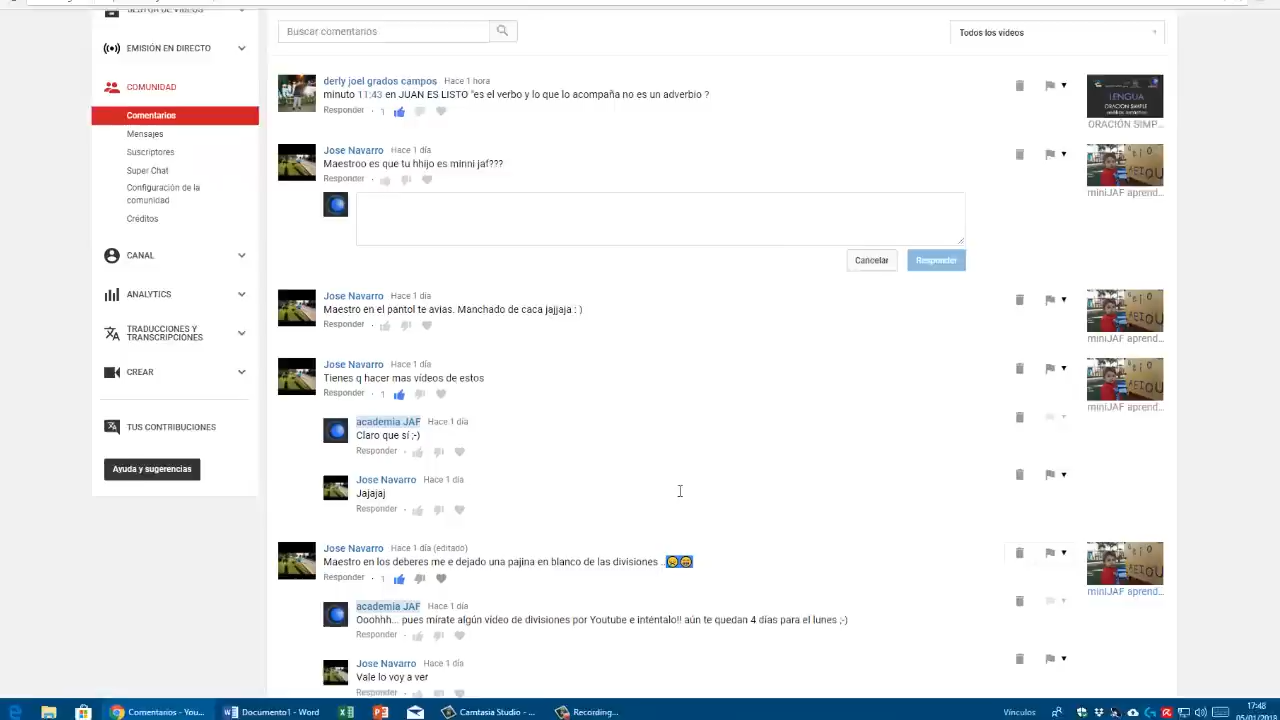 Buscar comentarios
Todos los vídeos
EMISIÓN EN DIRECTO
COMUNIDAD
Comentarios
Mensajes
Suscriptores
Super Chat
Configuración de la
comunidad
Créditos
CANAL
ANALYTICS
TRADUCCIONES Y
TRANSCRIPCIONES
CREAR
TUS CONTRIBUCIONES
Ayuda y sugerencias
derly joel grados campos Hace 1 hora
minuto 11:43 en JUAN ES LISTO "es el verbo y lo que lo acompaña no es un adverbio ?
Responder · 1
LENGUA
ORACIÓN SIMPLE
ORACIÓN SIMP...
Jose Navarro Hace 1 día
Maestroo es que tu hhijo es minni jaf???
Responder ·
miniJAF aprend...
Cancelar Responder
Jose Navarro Hace 1 día
Maestro en el pantol te avias. Manchado de caca jajjaja : )
Responder ·
miniJAF aprend...
Jose Navarro Hace 1 día
Tienes q hacer mas vídeos de estos
Responder · 1
miniJAF aprend...
academia JAF Hace 1 día
Claro que sí ;-)
Responder ·
Jose Navarro Hace 1 día
Jajajaj
Responder ·
Jose Navarro Hace 1 día (editado)
Maestro en los deberes me e dejado una pajina en blanco de las divisiones ..
Responder · 1
miniJAF aprend...
academia JAF Hace 1 día
Ooohhh... pues mírate algún vídeo de divisiones por Youtube e inténtalo!! aún te quedan 4 días para el lunes ;-)
Responder ·
Jose Navarro Hace 1 día
Vale lo voy a ver
Responder ·
Comentarios - You... Documento1 - Word Camtasia Studio - ... Recording... Vínculos 17:48